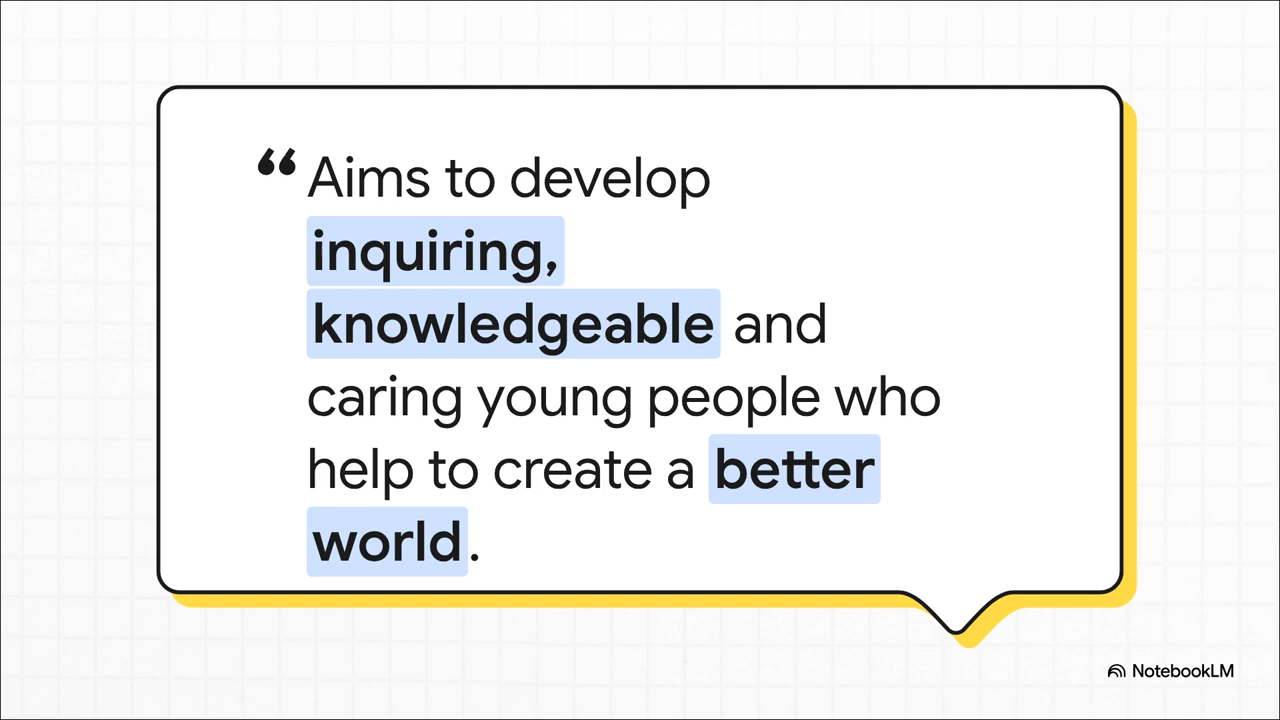 “Aims to develop
inquiring,
knowledgeable and
caring young people who
help to create a better
world.
NotebookLM